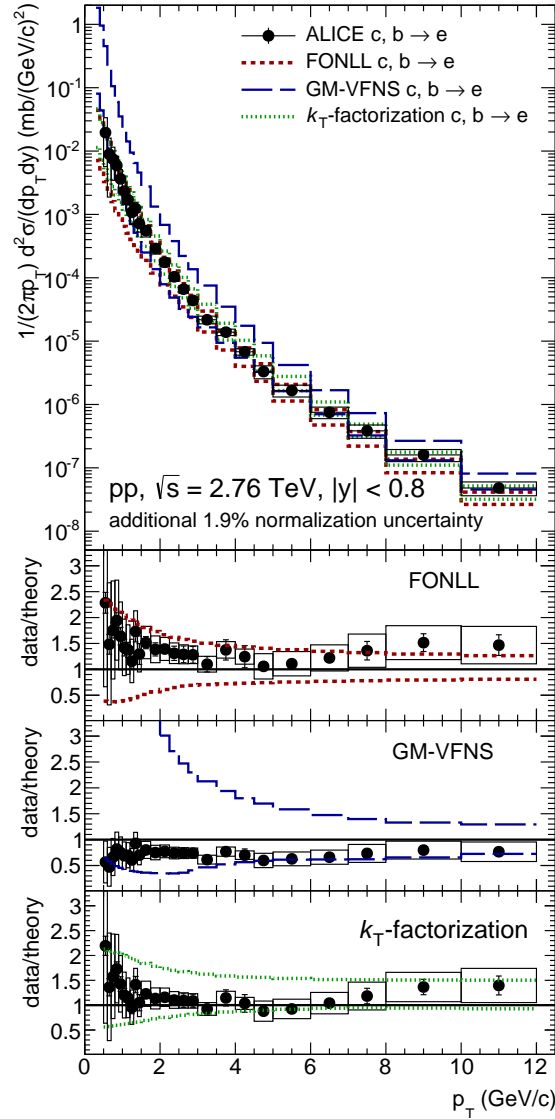 1/(2πp_T) d²σ/(dp_Tdy) (mb/(GeV/c)²)
1
10⁻¹
10⁻²
10⁻³
10⁻⁴
10⁻⁵
10⁻⁶
10⁻⁷
10⁻⁸
ALICE c, b → e
FONLL c, b → e
GM-VFNS c, b → e
k_T-factorization c, b → e
pp, √s = 2.76 TeV, |y| < 0.8
additional 1.9% normalization uncertainty
data/theory
3
2.5
2
1.5
1
0.5
FONLL
data/theory
3
2.5
2
1.5
1
0.5
GM-VFNS
data/theory
3
2.5
2
1.5
1
0.5
k_T-factorization
0 2 4 6 8 10 12
p_T (GeV/c)